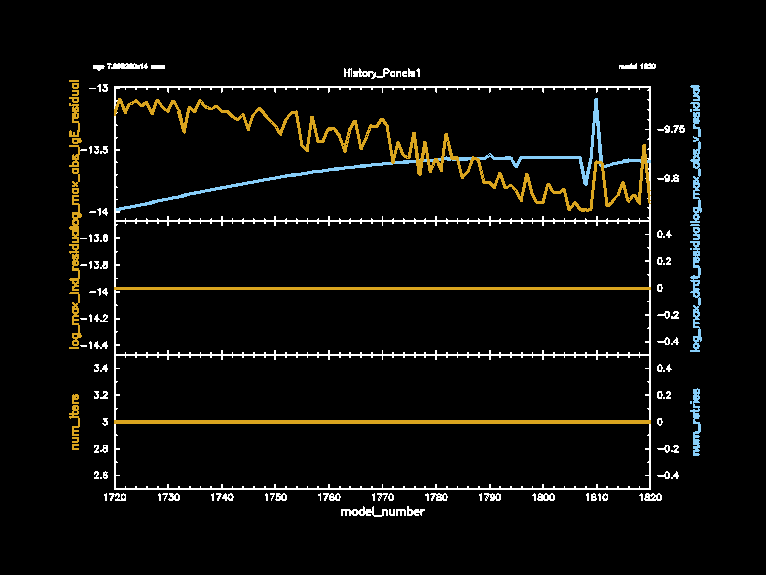 model 1820
History_Panels1
log_max_abs_lgE_residual
-13
-13.5
-14
-9.75
-9.8
log_max_abs_v_residual
log_max_lnd_residual
-13.6
-13.8
-14
-14.2
-14.4
0.4
0.2
0
-0.2
-0.4
log_max_drdt_residual
num_iters
3.4
3.2
3
2.8
2.6
0.4
0.2
0
-0.2
-0.4
num_retries
1720 1730 1740 1750 1760 1770 1780 1790 1800 1810 1820
model_number